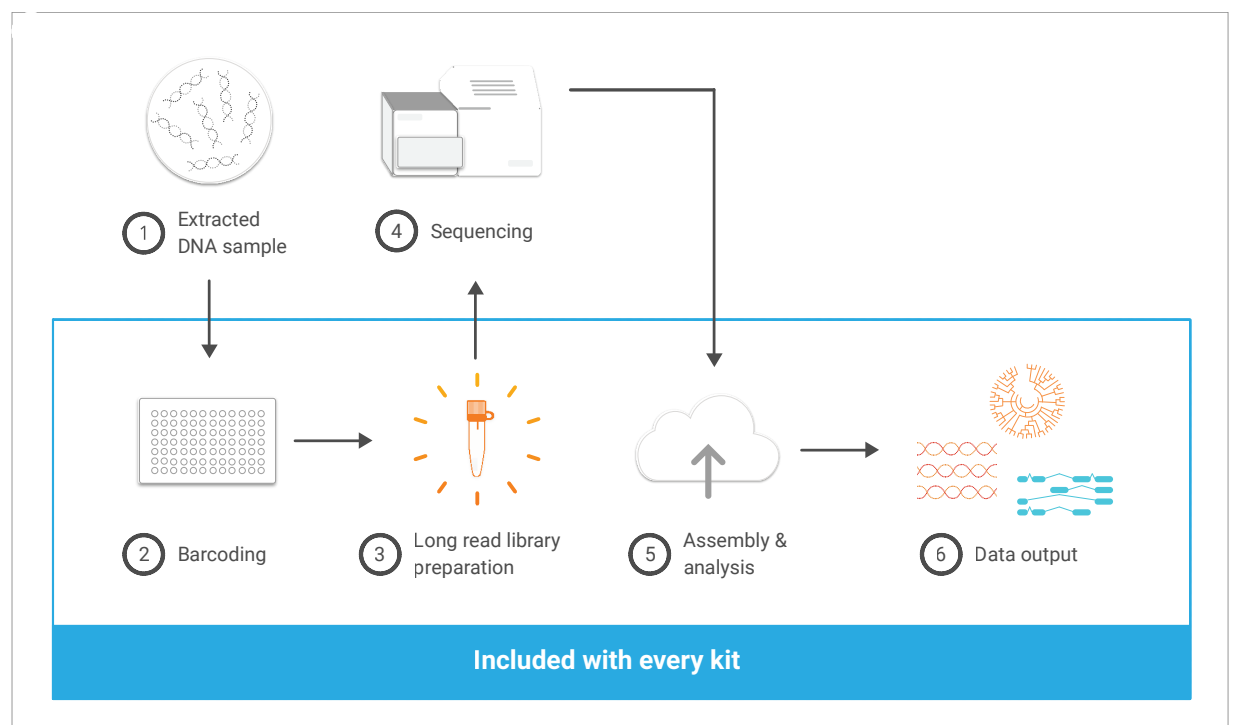 1
Extracted
DNA sample
4
Sequencing
2
Barcoding
3
Long read library
preparation
5
Assembly &
analysis
6
Data output
Included with every kit